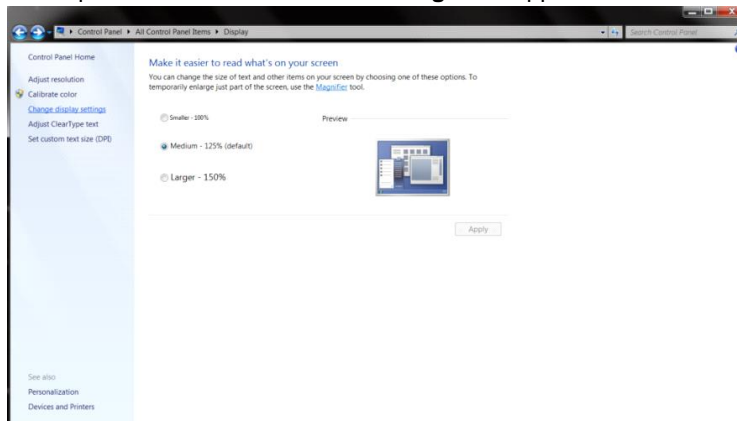 Control Panel ▸ All Control Panel Items ▸ Display
Search Control Panel
Control Panel Home
Adjust resolution
Calibrate color
Change display settings
Adjust ClearType text
Set custom text size (DPI)
Make it easier to read what's on your screen
You can change the size of text and other items on your screen by choosing one of these options. To
temporarily enlarge just part of the screen, use the Magnifier tool.
Smaller - 100%
Preview
Medium - 125% (default)
Larger - 150%
Apply
See also
Personalization
Devices and Printers